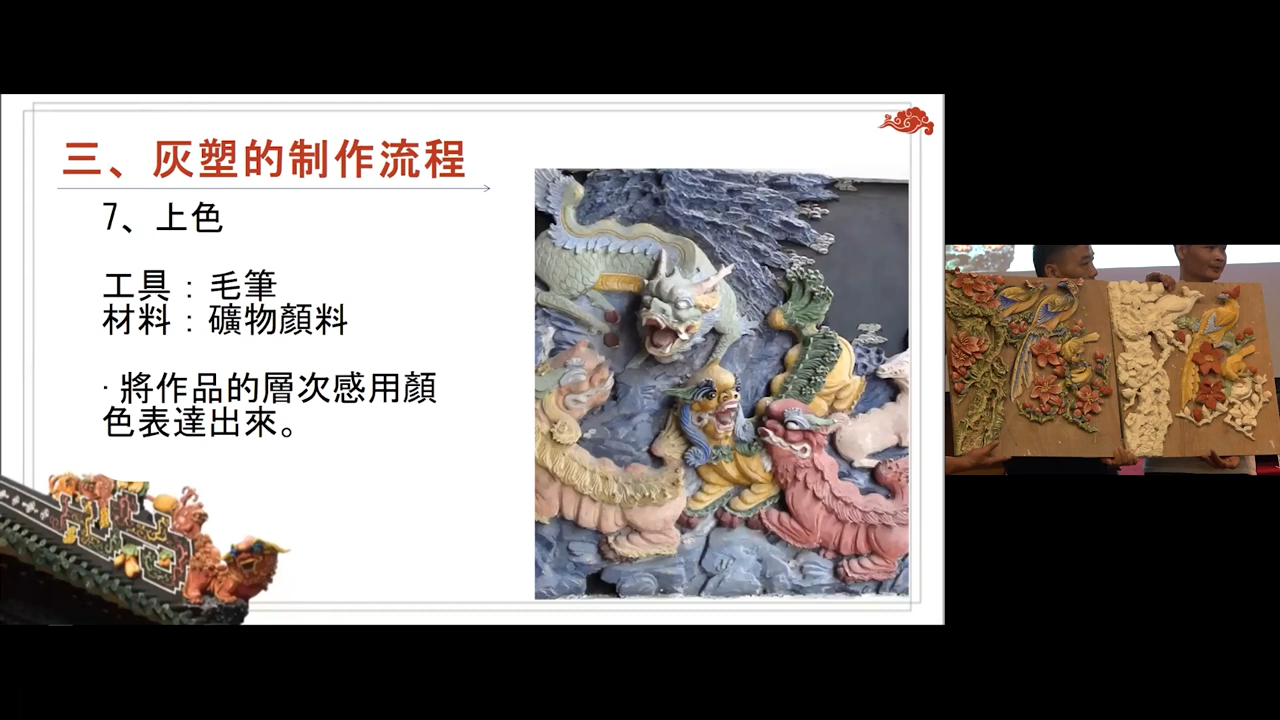 三、灰塑的制作流程
7、上色
工具：毛筆
材料：礦物顏料
· 將作品的層次感用顏
色表達出來。